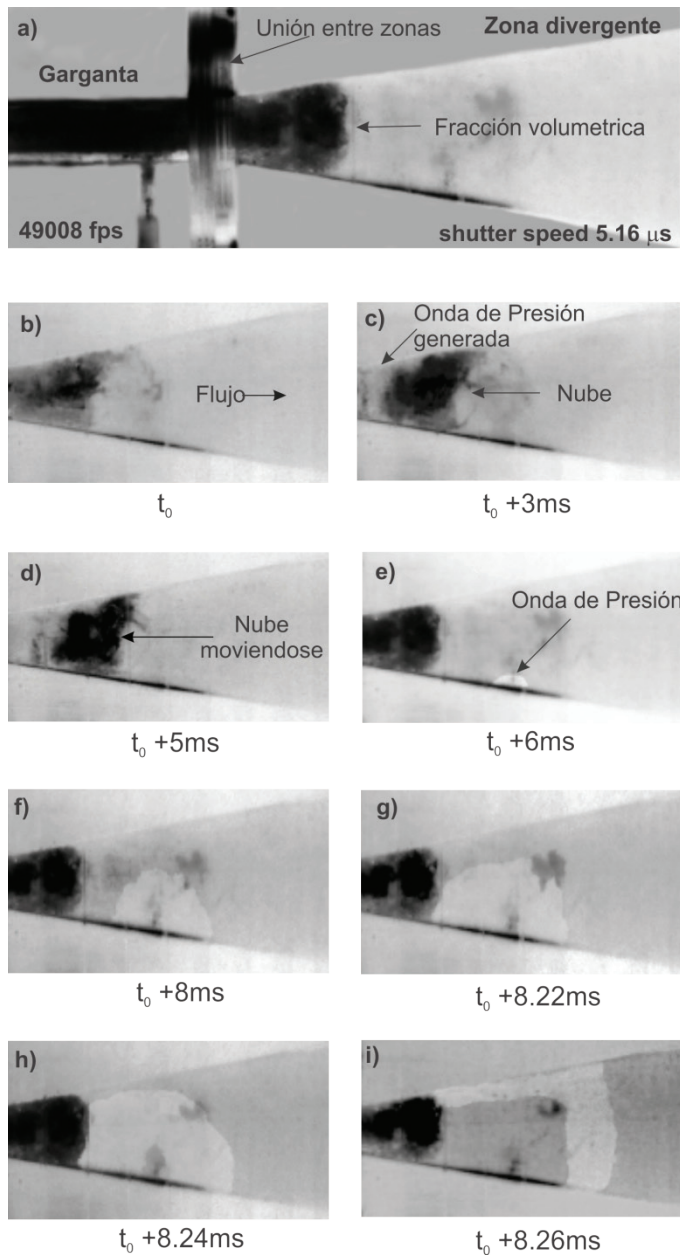 a)
Unión entre zonas
Zona divergente
Garganta
Fracción volumetrica
49008 fps
shutter speed 5.16 µs
b)
Flujo
t₀
c)
Onda de Presión
generada
Nube
t₀ +3ms
d)
Nube
moviendose
t₀ +5ms
e)
Onda de Presión
t₀ +6ms
f)
t₀ +8ms
g)
t₀ +8.22ms
h)
t₀ +8.24ms
i)
t₀ +8.26ms